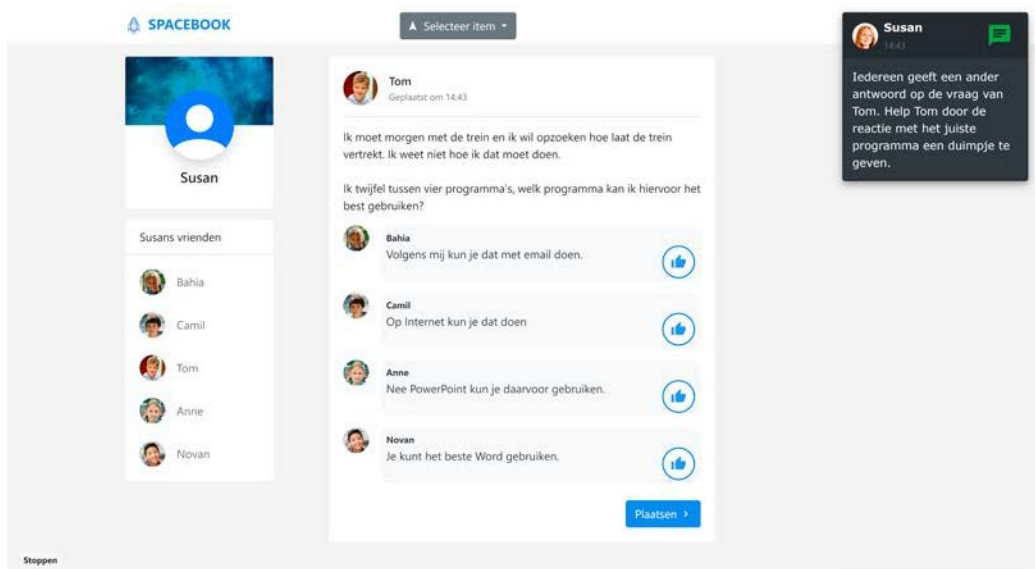 SPACEBOOK
Selecteer item
Susan
14:43
Iedereen geeft een ander
antwoord op de vraag van
Tom. Help Tom door de
reactie met het juiste
programma een duimpje te
geven.
Susan
Susans vrienden
Bahia
Camil
Tom
Anne
Novan
Tom
Geplaatst om 14:43
Ik moet morgen met de trein en ik wil opzoeken hoe laat de trein
vertrekt. Ik weet niet hoe ik dat moet doen.
Ik twijfel tussen vier programma's, welk programma kan ik hiervoor het
best gebruiken?
Bahia
Volgens mij kun je dat met email doen.
Camil
Op Internet kun je dat doen
Anne
Nee PowerPoint kun je daarvoor gebruiken.
Novan
Je kunt het beste Word gebruiken.
Plaatsen
Stoppen